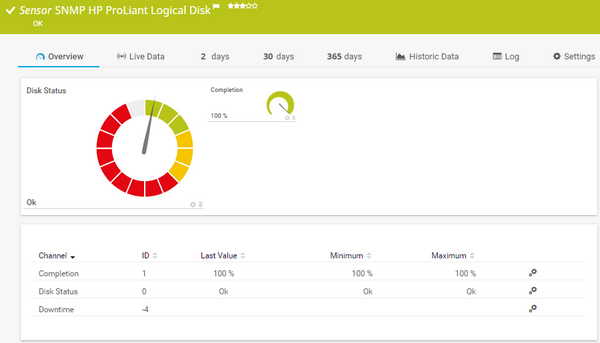 Sensor SNMP HP ProLiant Logical Disk
OK
Overview Live Data 2 days 30 days 365 days Historic Data Log Settings
Disk Status Completion
100 %
Ok
Channel ID Last Value Minimum Maximum
Completion 1 100 % 100 % 100 %
Disk Status 0 Ok Ok Ok
Downtime -4